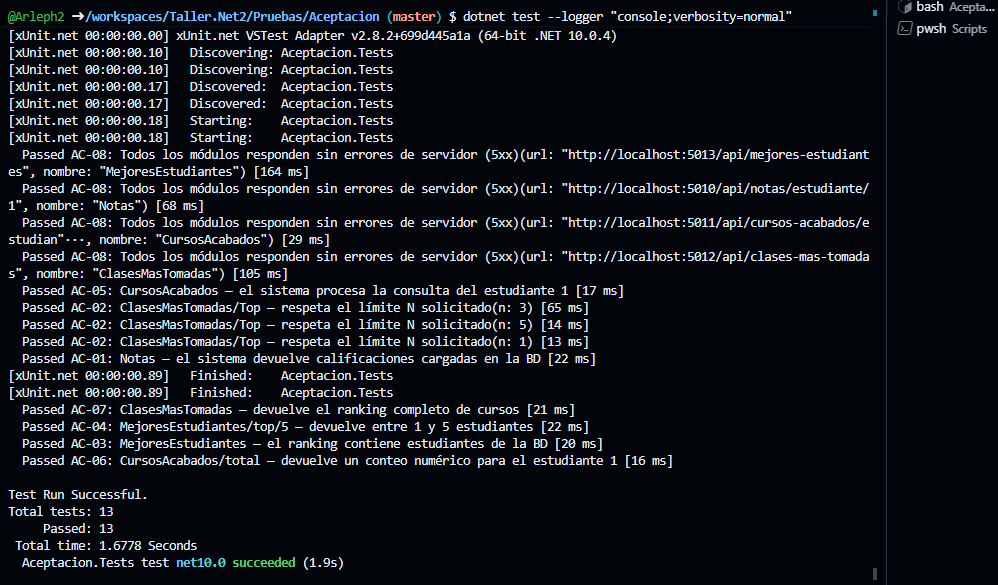 @Arleph2 ➜/workspaces/Taller.Net2/Pruebas/Aceptacion (master) $ dotnet test --logger "console;verbosity=normal"
[xUnit.net 00:00:00.00] xUnit.net VSTest Adapter v2.8.2+699d445a1a (64-bit .NET 10.0.4)
[xUnit.net 00:00:00.10]   Discovering: Aceptacion.Tests
[xUnit.net 00:00:00.10]   Discovering: Aceptacion.Tests
[xUnit.net 00:00:00.17]   Discovered:  Aceptacion.Tests
[xUnit.net 00:00:00.17]   Discovered:  Aceptacion.Tests
[xUnit.net 00:00:00.18]   Starting:    Aceptacion.Tests
[xUnit.net 00:00:00.18]   Starting:    Aceptacion.Tests
  Passed AC-08: Todos los módulos responden sin errores de servidor (5xx)(url: "http://localhost:5013/api/mejores-estudiant
es", nombre: "MejoresEstudiantes") [164 ms]
  Passed AC-08: Todos los módulos responden sin errores de servidor (5xx)(url: "http://localhost:5010/api/notas/estudiante/
1", nombre: "Notas") [68 ms]
  Passed AC-08: Todos los módulos responden sin errores de servidor (5xx)(url: "http://localhost:5011/api/cursos-acabados/e
studian"···, nombre: "CursosAcabados") [29 ms]
  Passed AC-08: Todos los módulos responden sin errores de servidor (5xx)(url: "http://localhost:5012/api/clases-mas-tomada
s", nombre: "ClasesMasTomadas") [105 ms]
  Passed AC-05: CursosAcabados — el sistema procesa la consulta del estudiante 1 [17 ms]
  Passed AC-02: ClasesMasTomadas/Top — respeta el límite N solicitado(n: 3) [65 ms]
  Passed AC-02: ClasesMasTomadas/Top — respeta el límite N solicitado(n: 5) [14 ms]
  Passed AC-02: ClasesMasTomadas/Top — respeta el límite N solicitado(n: 1) [13 ms]
  Passed AC-01: Notas — el sistema devuelve calificaciones cargadas en la BD [22 ms]
[xUnit.net 00:00:00.89]   Finished:    Aceptacion.Tests
[xUnit.net 00:00:00.89]   Finished:    Aceptacion.Tests
  Passed AC-07: ClasesMasTomadas — devuelve el ranking completo de cursos [21 ms]
  Passed AC-04: MejoresEstudiantes/top/5 — devuelve entre 1 y 5 estudiantes [22 ms]
  Passed AC-03: MejoresEstudiantes — el ranking contiene estudiantes de la BD [20 ms]
  Passed AC-06: CursosAcabados/total — devuelve un conteo numérico para el estudiante 1 [16 ms]
Test Run Successful.
Total tests: 13
     Passed: 13
 Total time: 1.6778 Seconds
  Aceptacion.Tests test net10.0 succeeded (1.9s)
bash Acepta...
pwsh Scripts